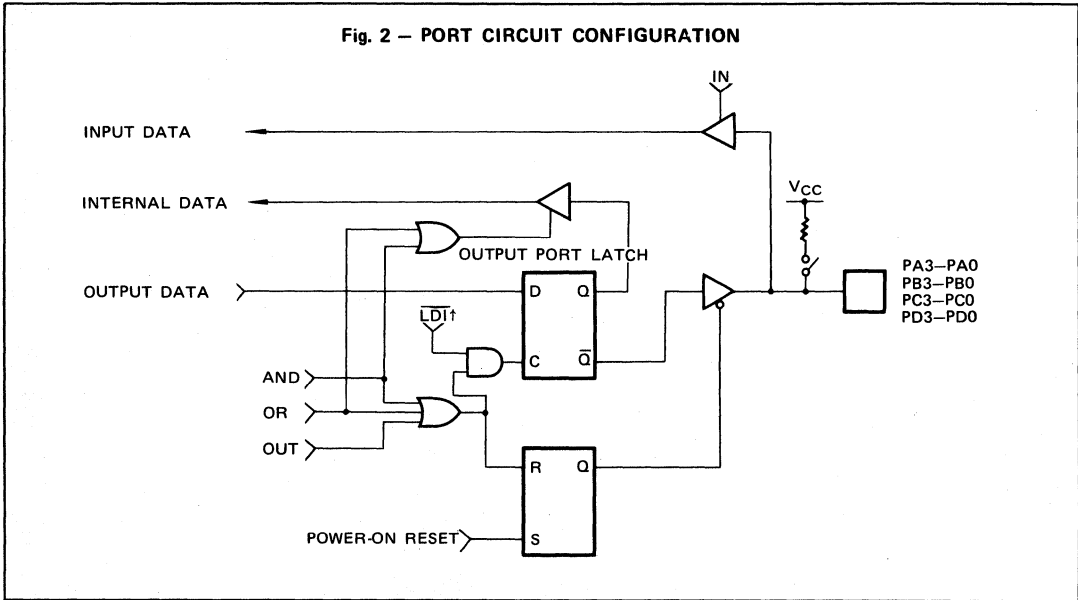 Fig. 2 — PORT CIRCUIT CONFIGURATION
IN
INPUT DATA
VCC
INTERNAL DATA
OUTPUT PORT LATCH
PA3—PA0
PB3—PB0
PC3—PC0
PD3—PD0
OUTPUT DATA
D Q
L̅D̅I̅↑
C Q̅
AND
OR
OUT
R Q
POWER-ON RESET
S